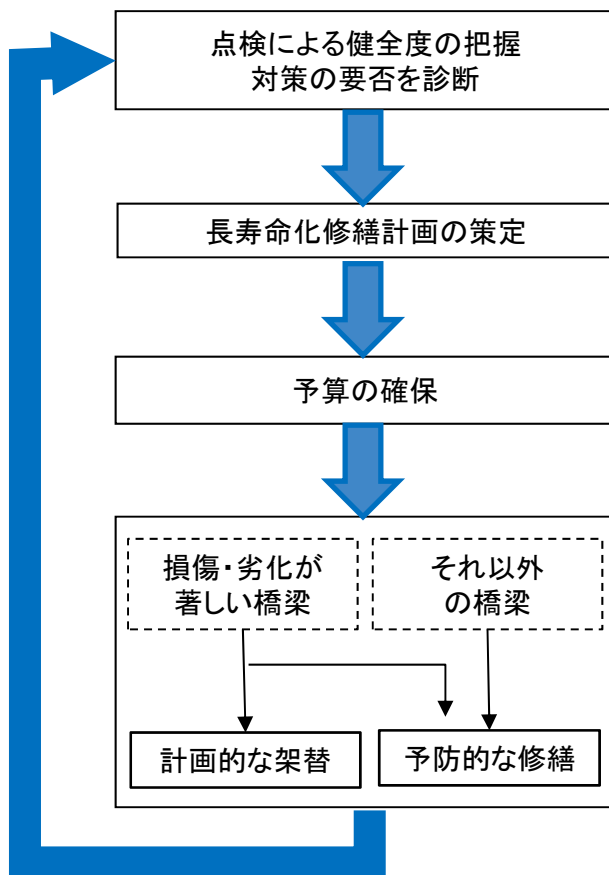 点検による健全度の把握
対策の要否を診断
長寿命化修繕計画の策定
予算の確保
損傷・劣化が
著しい橋梁
それ以外
の橋梁
計画的な架替
予防的な修繕